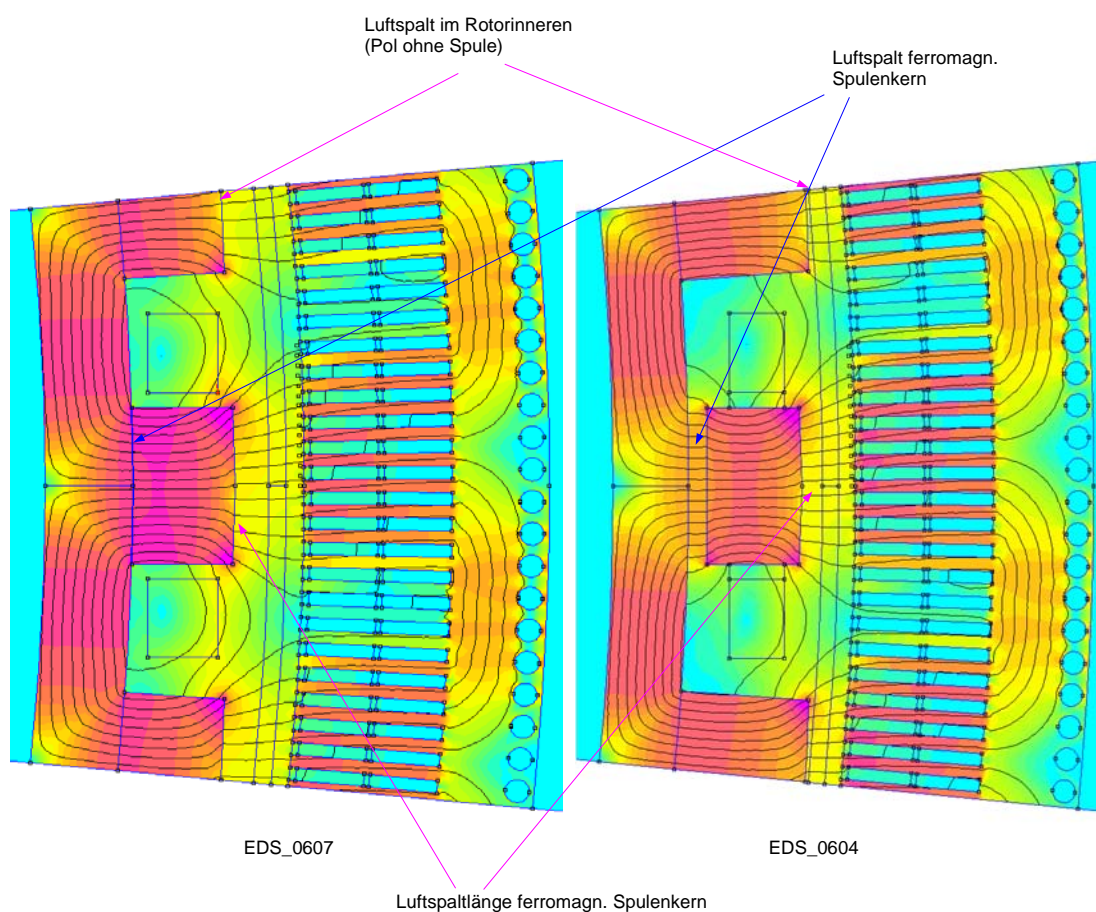 Luftspalt im Rotorinneren
(Pol ohne Spule)
Luftspalt ferromagn.
Spulenkern
EDS_0607
EDS_0604
Luftspaltlänge ferromagn. Spulenkern